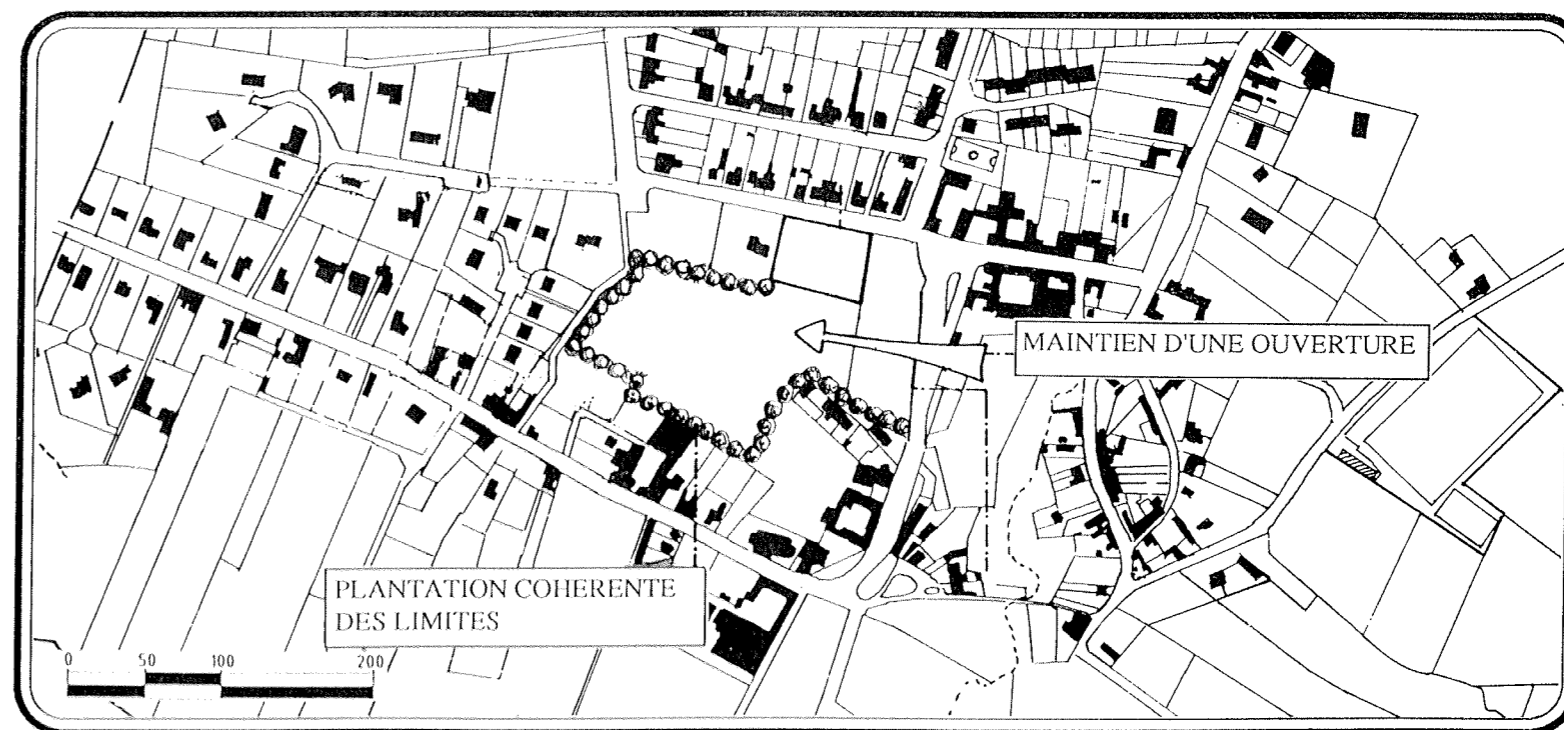 MAINTIEN D'UNE OUVERTURE
PLANTATION COHERENTE
DES LIMITES
0 50 100 200